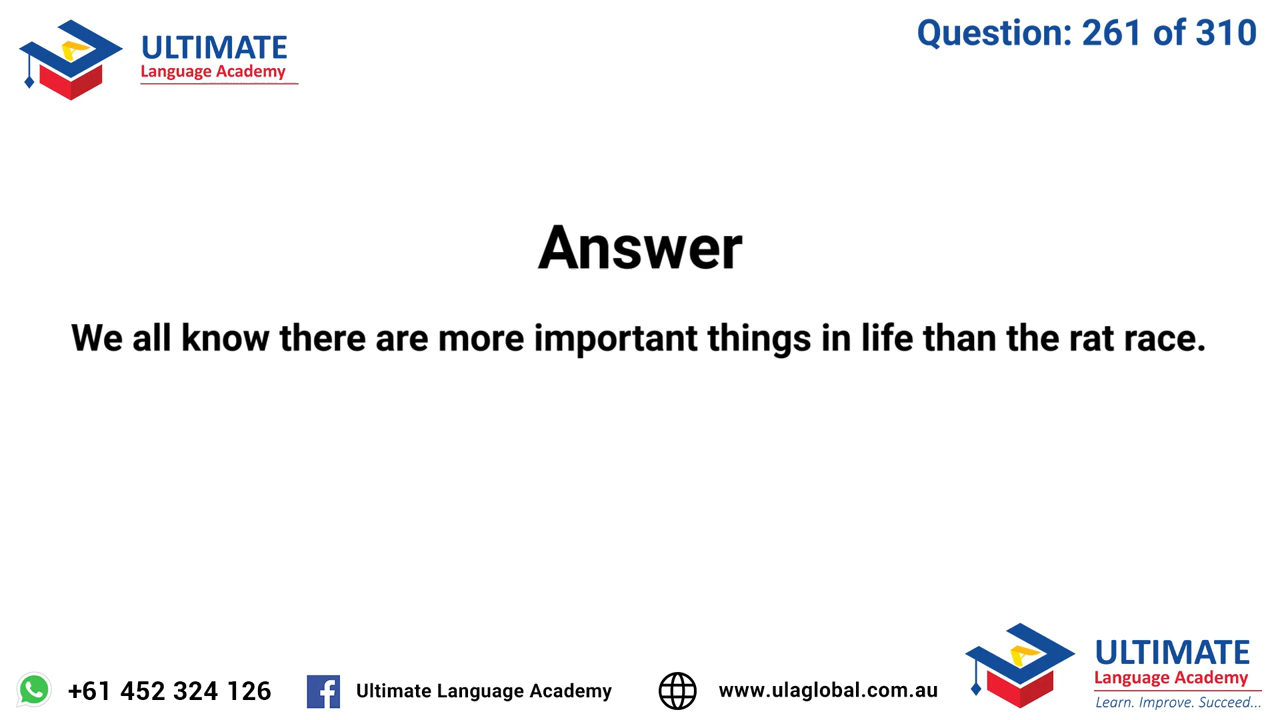 ULTIMATE
Language Academy
Question: 261 of 310
Answer
We all know there are more important things in life than the rat race.
+61 452 324 126
Ultimate Language Academy
www.ulaglobal.com.au
ULTIMATE
Language Academy
Learn. Improve. Succeed...